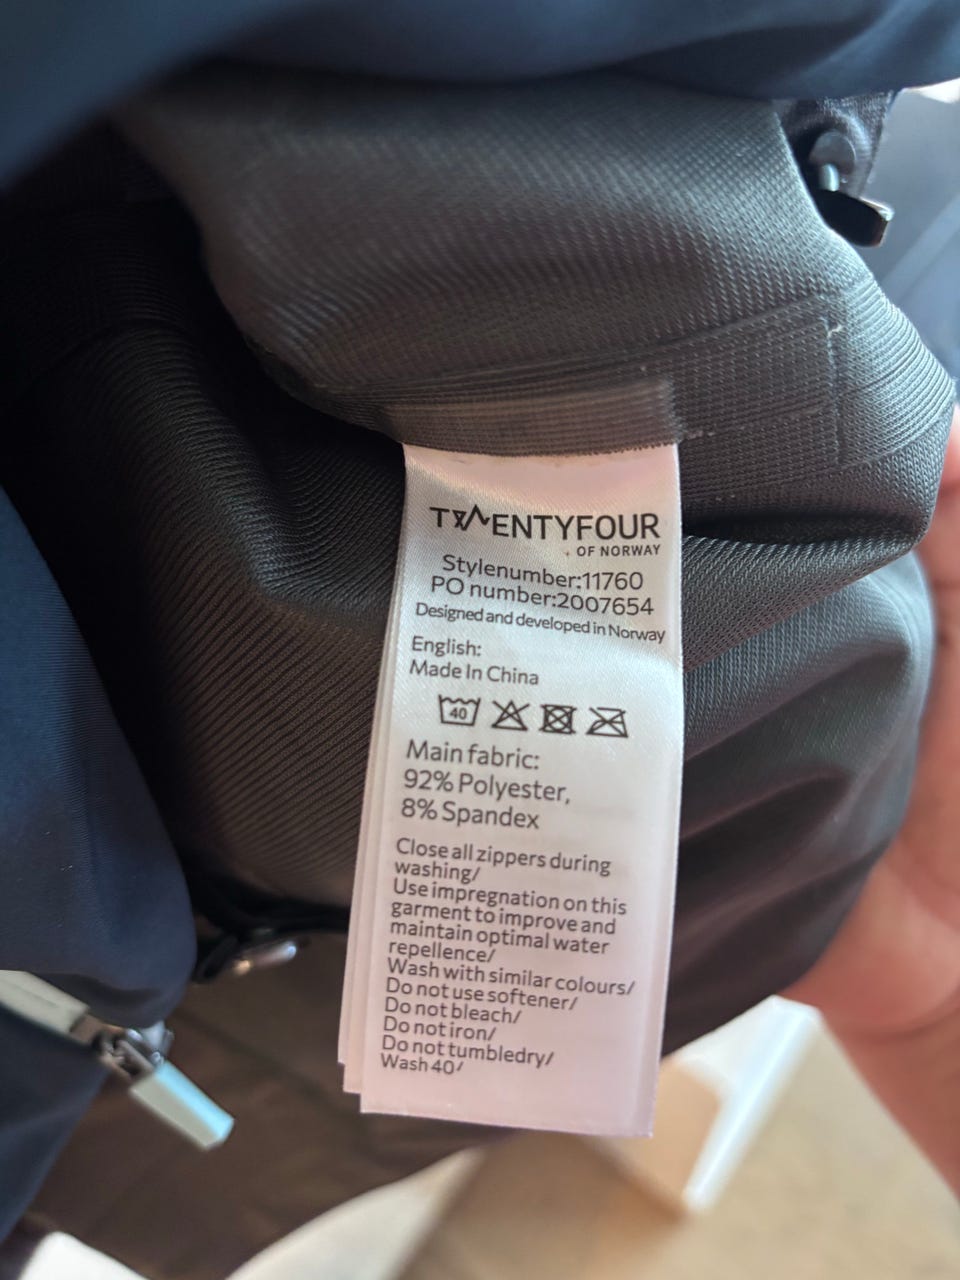 TWENTYFOUR
OF NORWAY
Stylenumber:11760
PO number:2007654
Designed and developed in Norway
English:
Made In China
40
Main fabric:
92% Polyester,
8% Spandex
Close all zippers during
washing/
Use impregnation on this
garment to improve and
maintain optimal water
repellence/
Wash with similar colours/
Do not use softener/
Do not bleach/
Do not iron/
Do not tumbledry/
Wash 40/